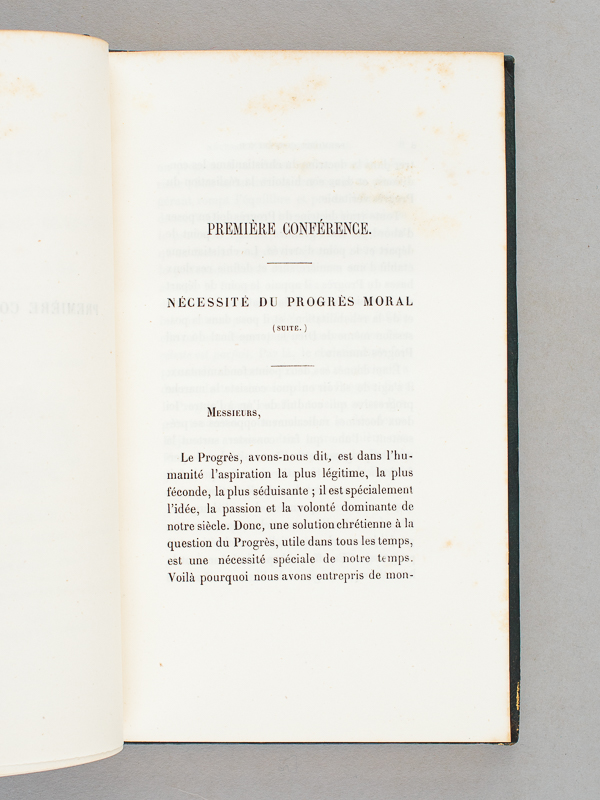 PREMIÈRE CONFÉRENCE.
NÉCESSITÉ DU PROGRÈS MORAL
(SUITE.)
MESSIEURS,
Le Progrès, avons-nous dit, est dans l'hu-
manité l'aspiration la plus légitime, la plus
féconde, la plus séduisante ; il est spécialement
l'idée, la passion et la volonté dominante de
notre siècle. Donc, une solution chrétienne à la
question du Progrès, utile dans tous les temps,
est une nécessité spéciale de notre temps.
Voilà pourquoi nous avons entrepris de mon-